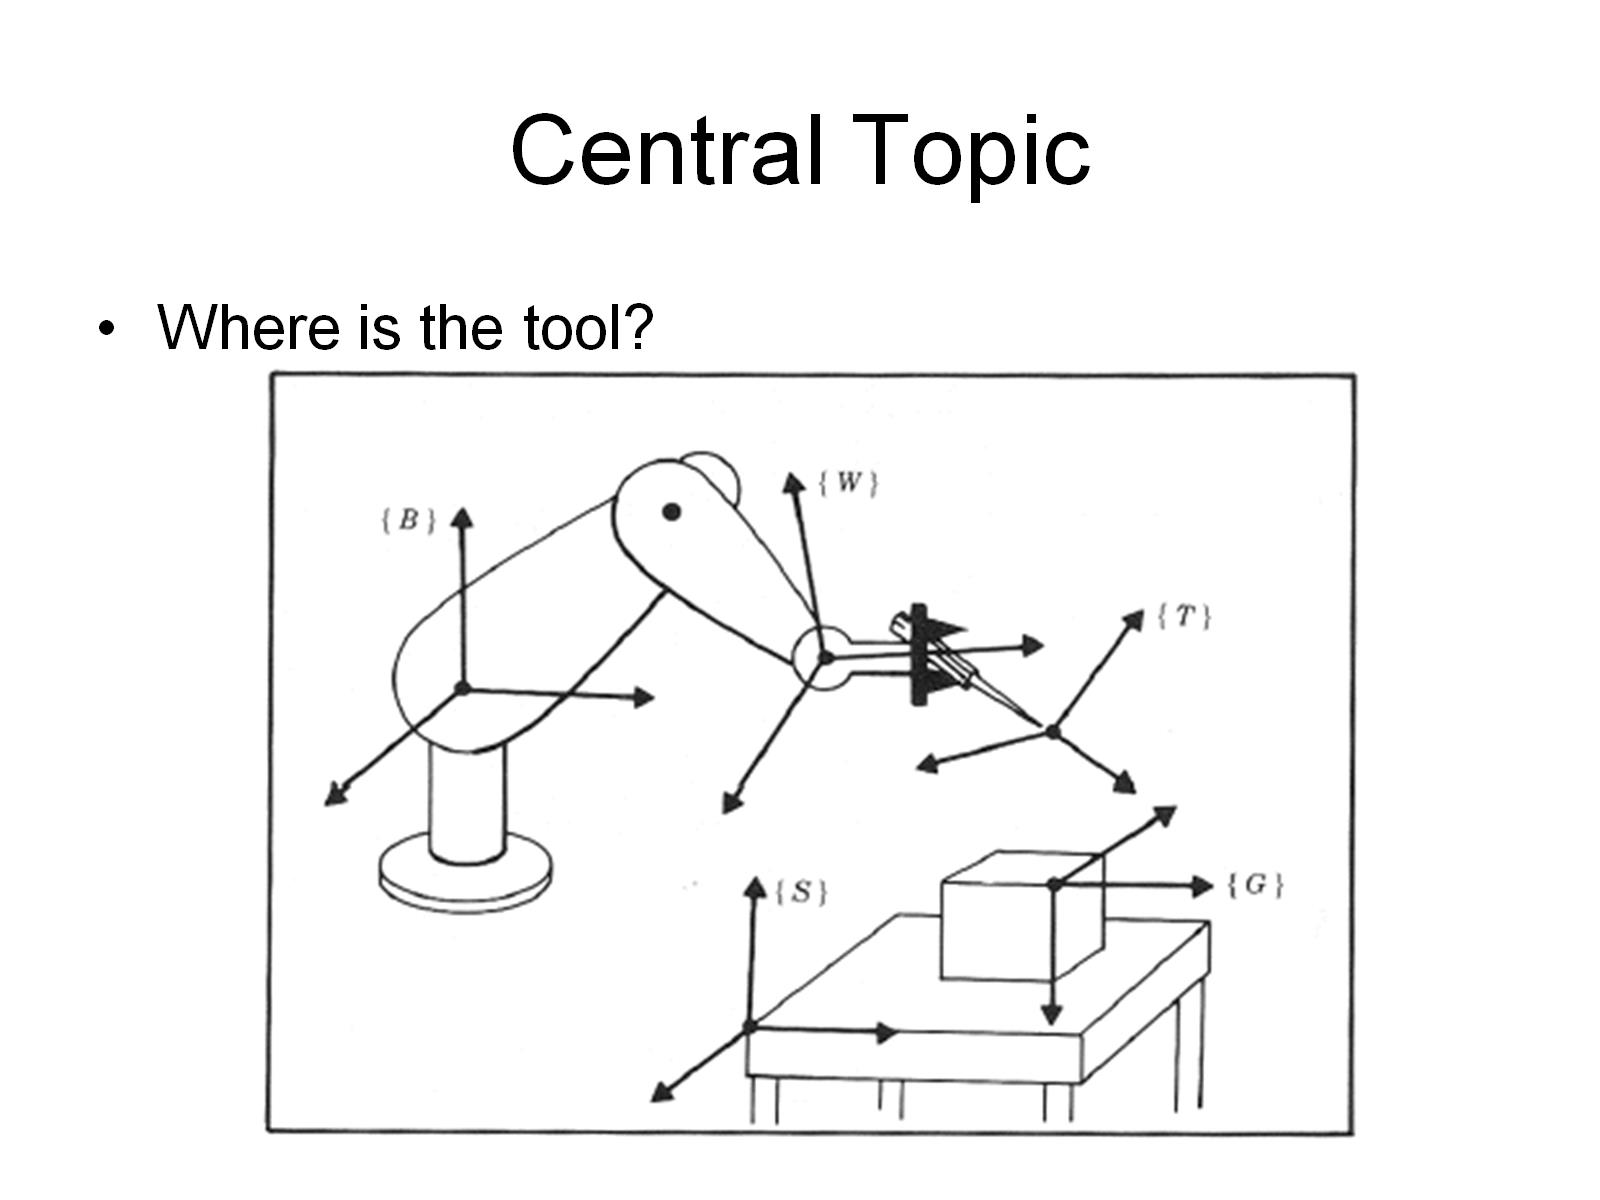 Central Topic
• Where is the tool?
{W}
{B}
{T}
{S}
{G}